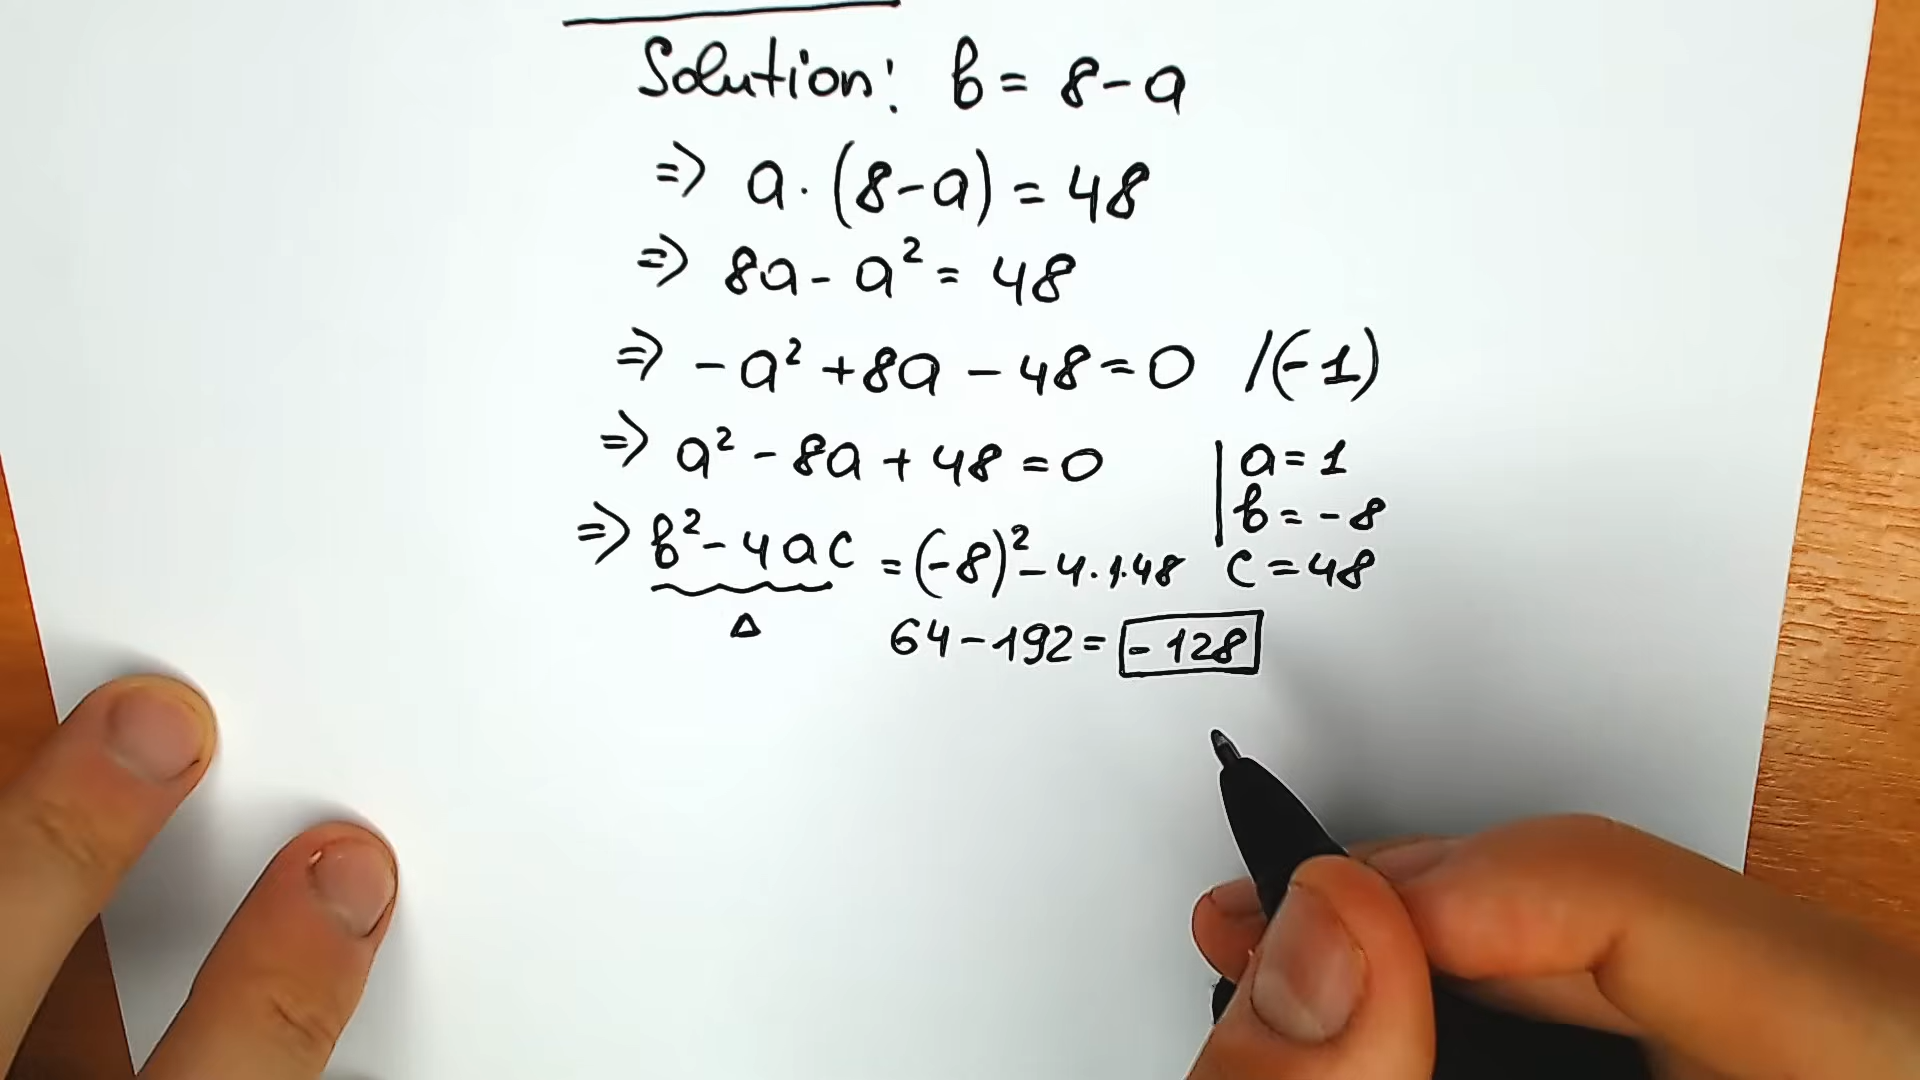 Solution: b = 8-a
=> a·(8-a) = 48
=> 8a - a² = 48
=> -a² + 8a - 48 = 0 /(-1)
=> a² - 8a + 48 = 0
| a = 1
| b = -8
c = 48
=> b² - 4ac = (-8)² - 4·1·48
Δ
64 - 192 = -128